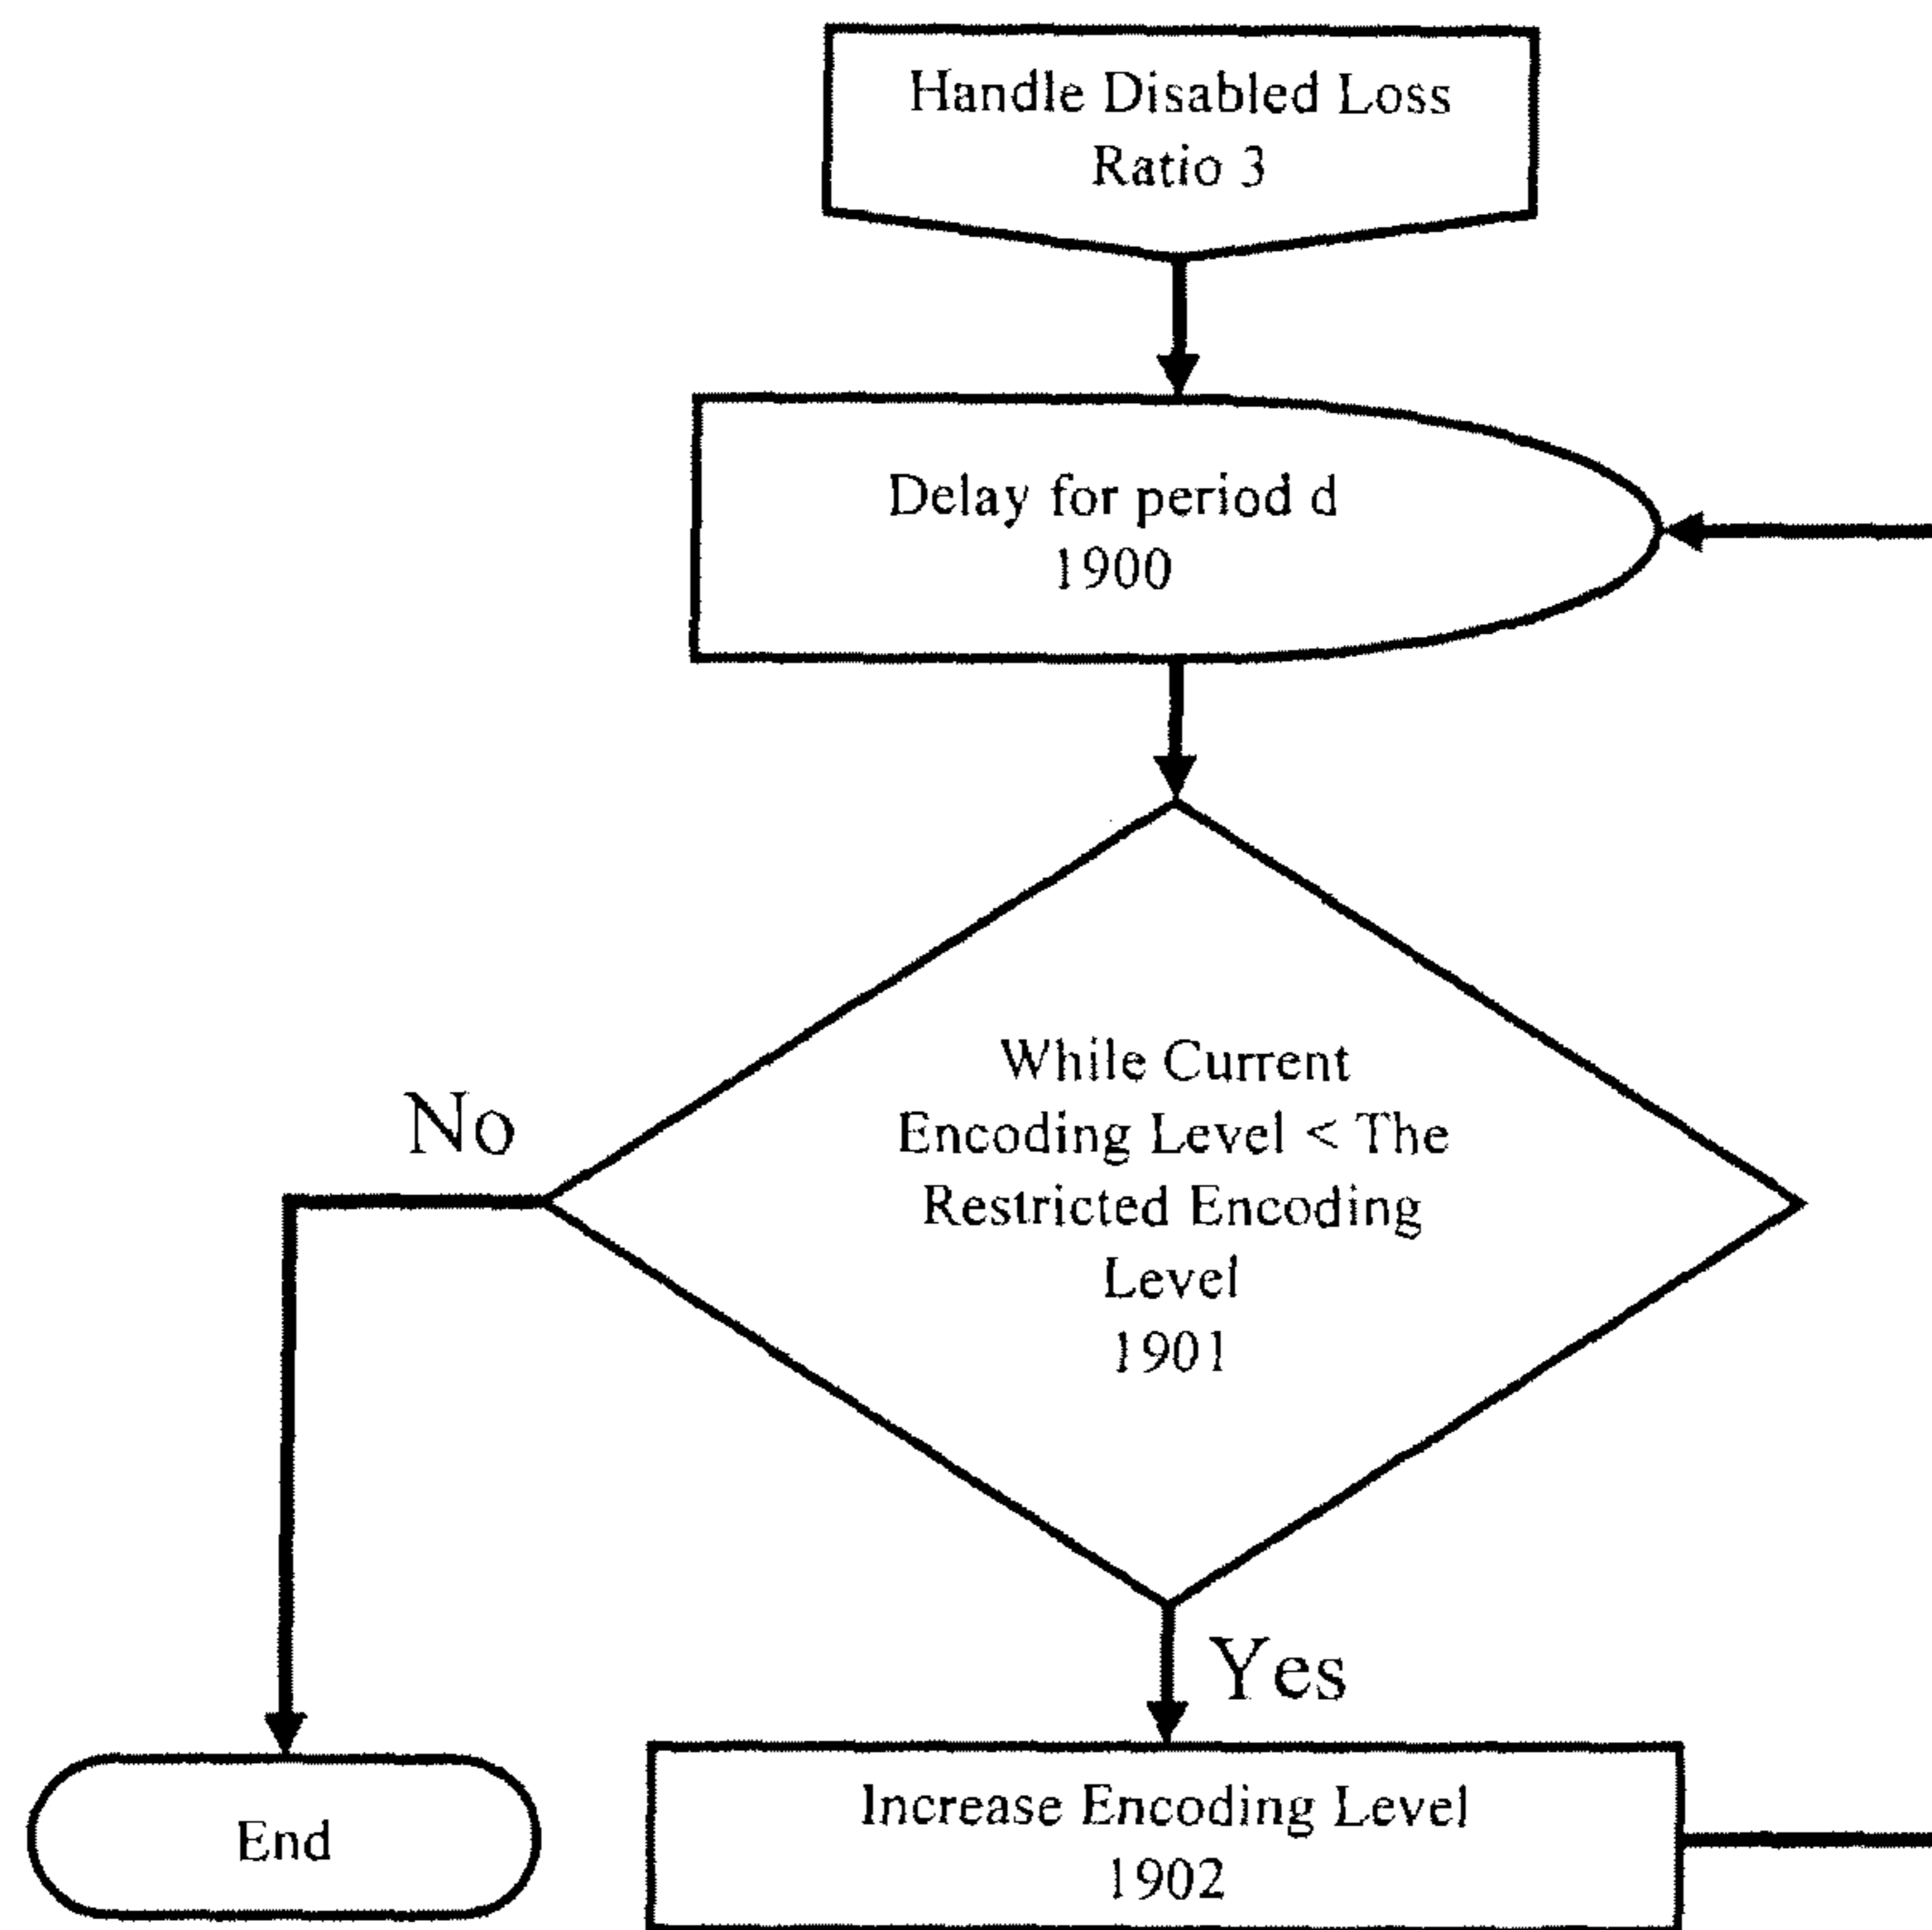 Handle Disabled Loss
Ratio 3
Delay for period d
1900
While Current
Encoding Level < The
Restricted Encoding
Level
1901
No
Yes
End
Increase Encoding Level
1902